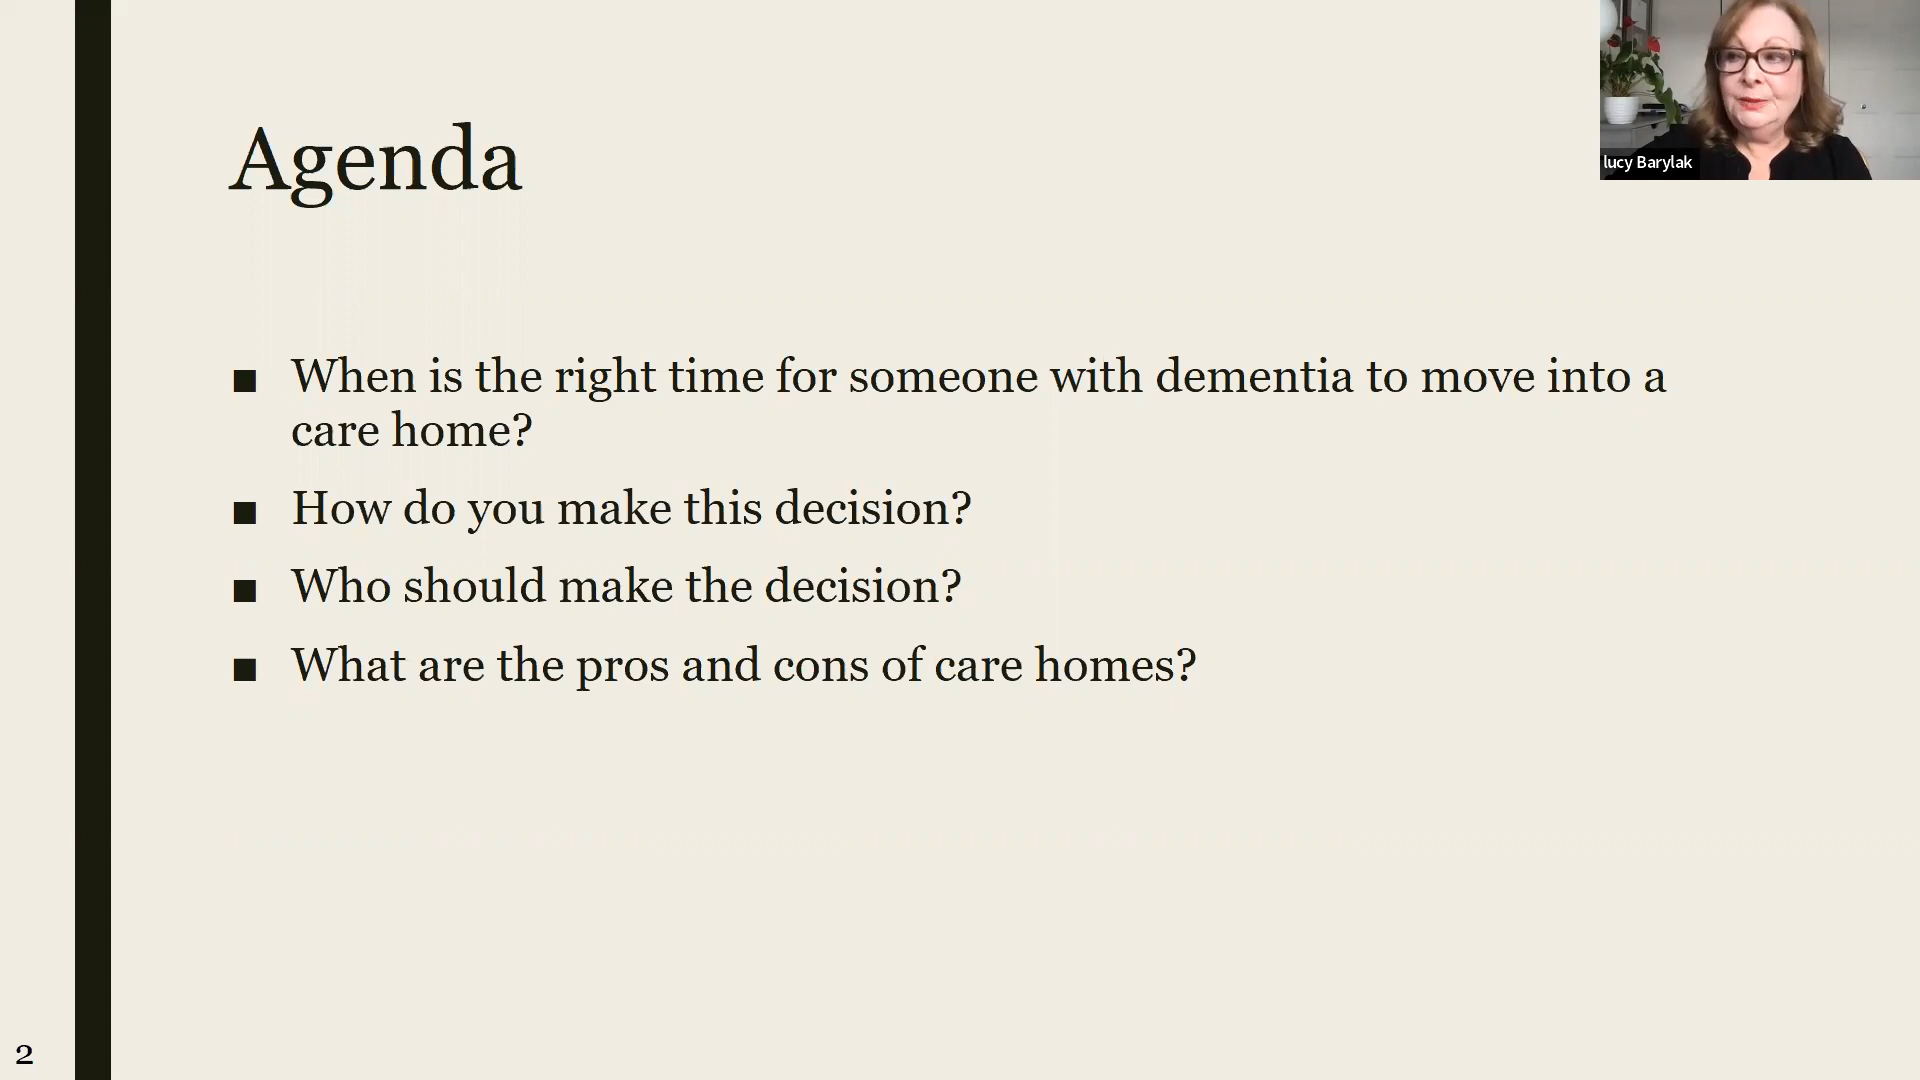 lucy Barylak
Agenda
■ When is the right time for someone with dementia to move into a
care home?
■ How do you make this decision?
■ Who should make the decision?
■ What are the pros and cons of care homes?
2